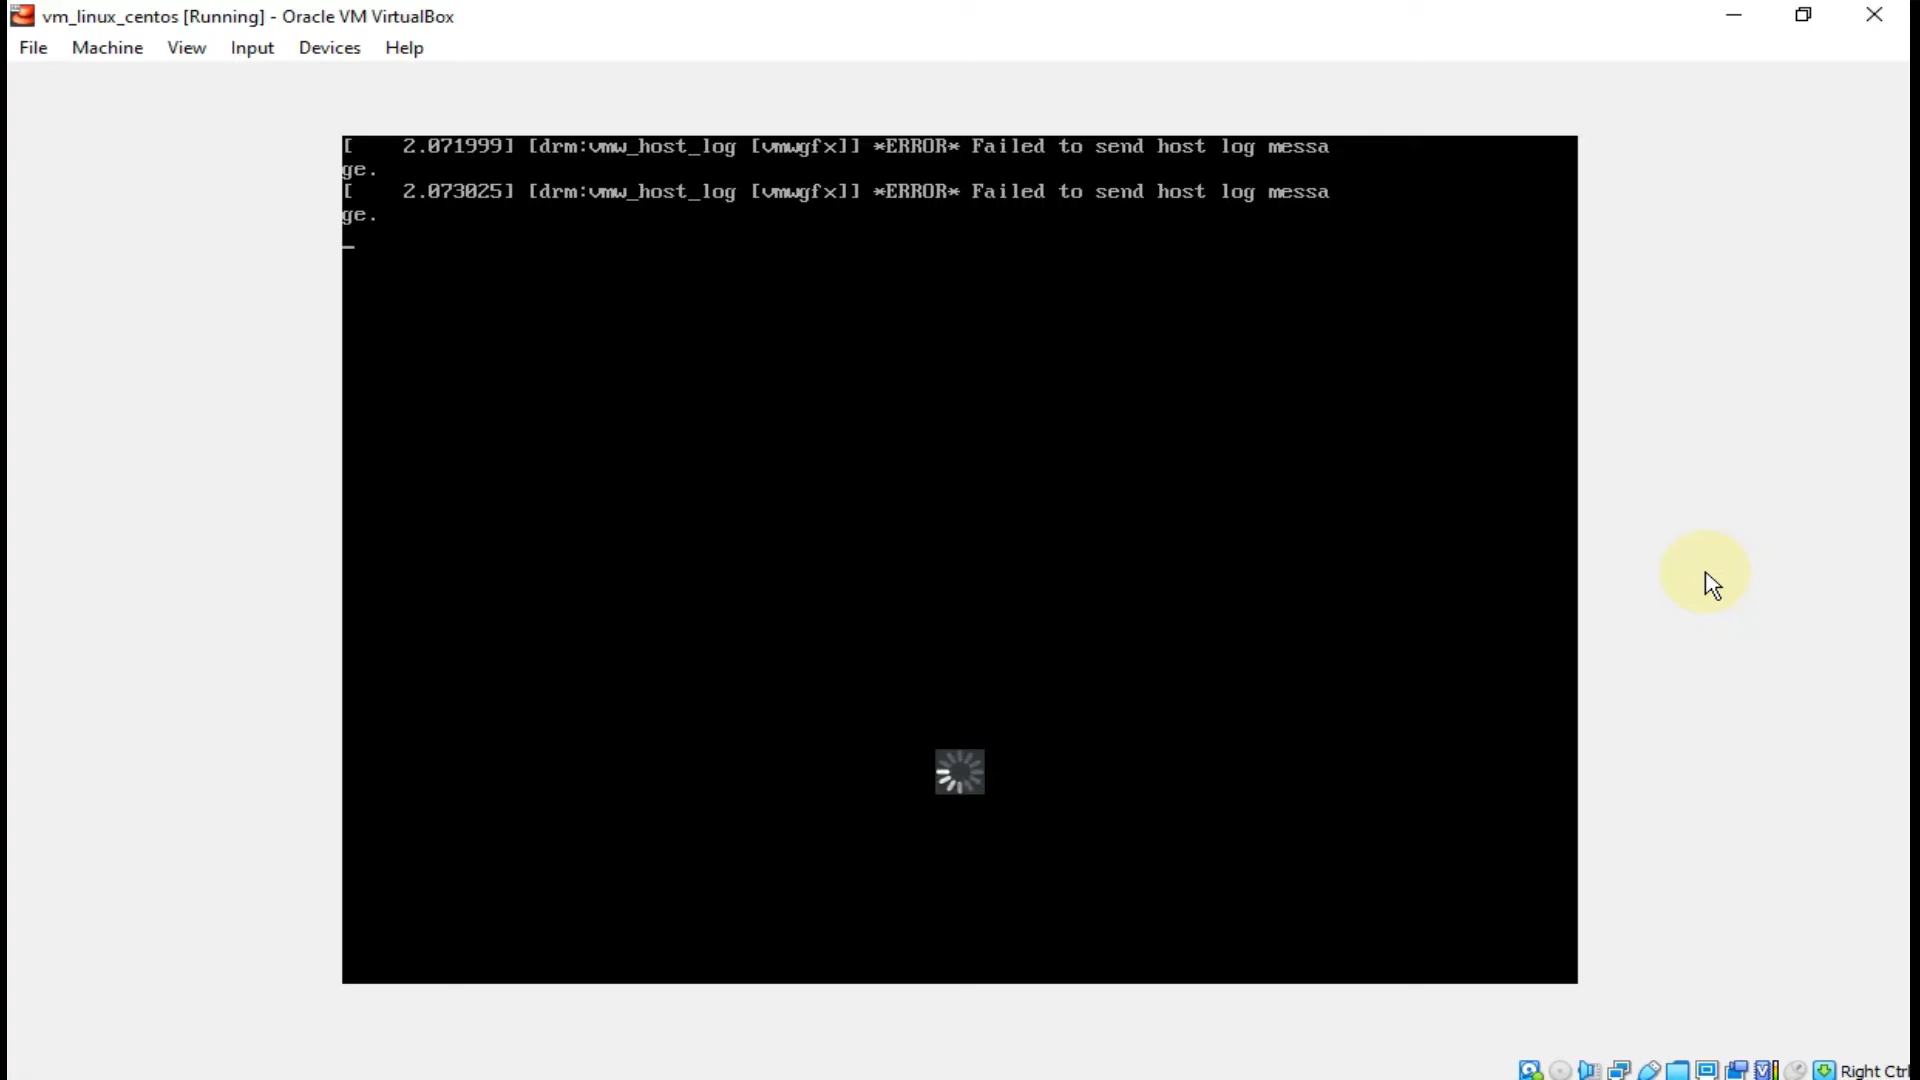 vm_linux_centos [Running] - Oracle VM VirtualBox
File Machine View Input Devices Help
[    2.071999] [drm:vmw_host_log [vmwgfx]] *ERROR* Failed to send host log messa
ge.
[    2.073025] [drm:vmw_host_log [vmwgfx]] *ERROR* Failed to send host log messa
ge.
Right Ctrl